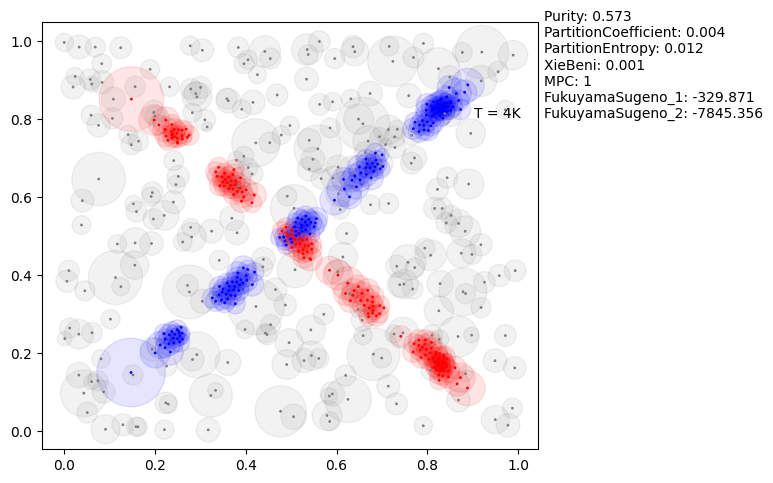 Purity: 0.573
PartitionCoefficient: 0.004
PartitionEntropy: 0.012
XieBeni: 0.001
MPC: 1
FukuyamaSugeno_1: -329.871
FukuyamaSugeno_2: -7845.356
T = 4K
1.0
0.8
0.6
0.4
0.2
0.0
0.0 0.2 0.4 0.6 0.8 1.0